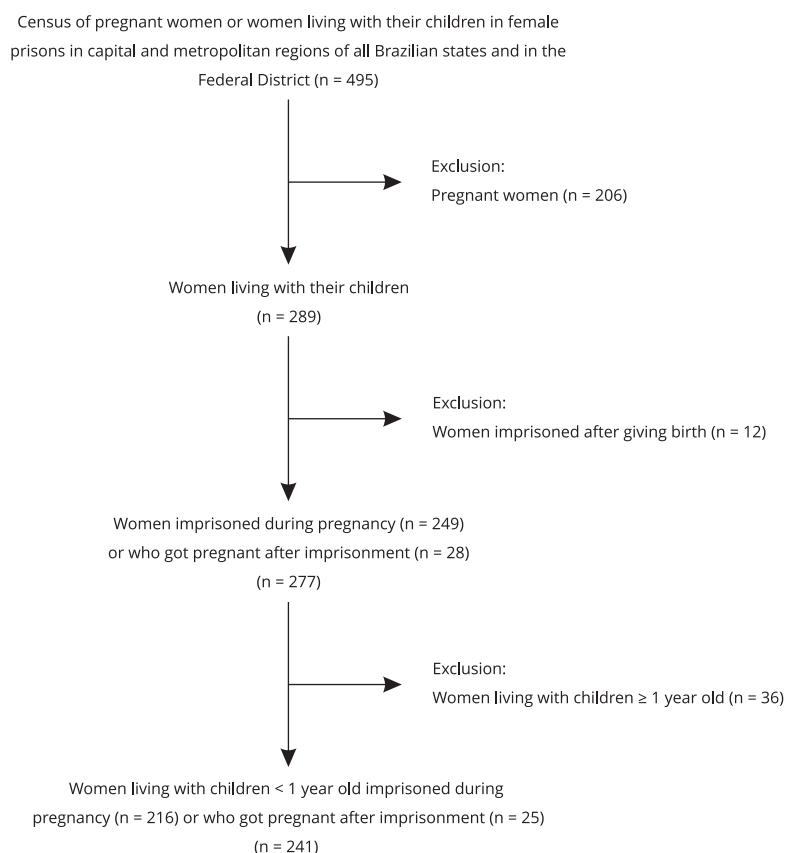 Census of pregnant women or women living with their children in female
prisons in capital and metropolitan regions of all Brazilian states and in the
Federal District (n = 495)
Exclusion:
Pregnant women (n = 206)
Women living with their children
(n = 289)
Exclusion:
Women imprisoned after giving birth (n = 12)
Women imprisoned during pregnancy (n = 249)
or who got pregnant after imprisonment (n = 28)
(n = 277)
Exclusion:
Women living with children ≥ 1 year old (n = 36)
Women living with children < 1 year old imprisoned during
pregnancy (n = 216) or who got pregnant after imprisonment (n = 25)
(n = 241)